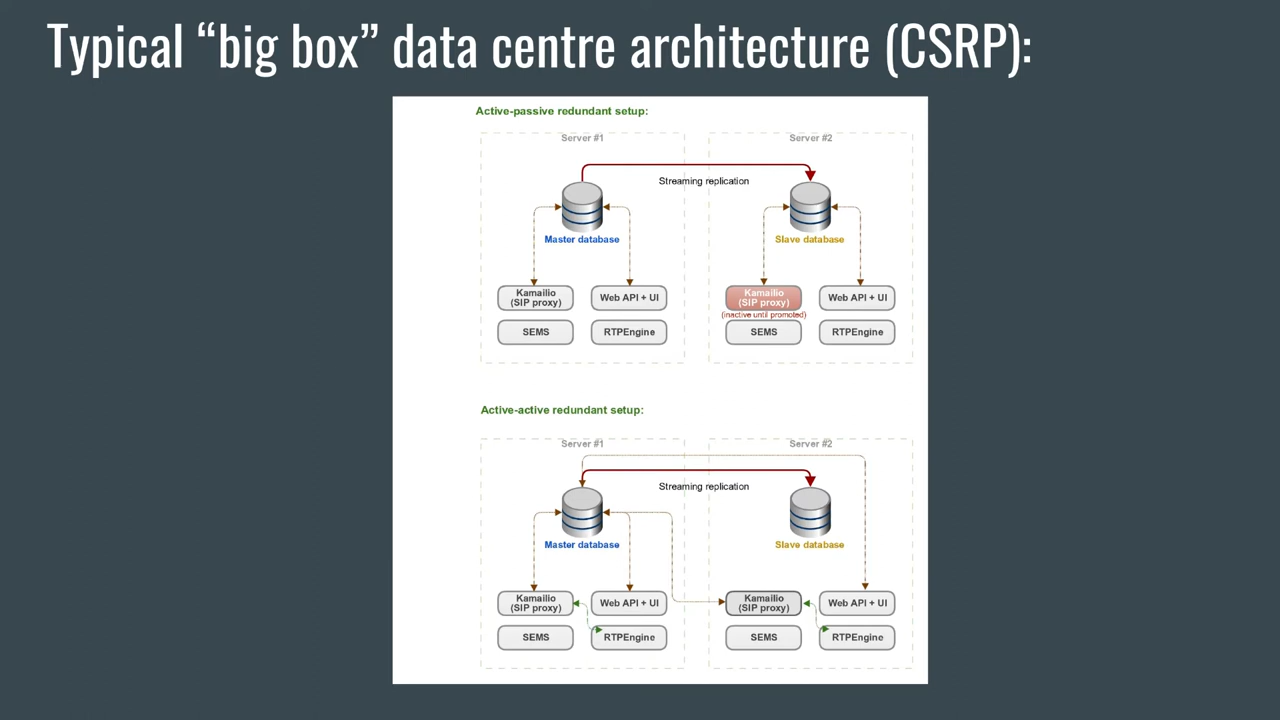 Typical “big box” data centre architecture (CSRP):
Active-passive redundant setup:
Server #1
Server #2
Streaming replication
Master database
Slave database
Kamailio
(SIP proxy)
Web API + UI
Kamailio
(SIP proxy)
(inactive until promoted)
Web API + UI
SEMS
RTPEngine
SEMS
RTPEngine
Active-active redundant setup:
Server #1
Server #2
Streaming replication
Master database
Slave database
Kamailio
(SIP proxy)
Web API + UI
Kamailio
(SIP proxy)
Web API + UI
SEMS
RTPEngine
SEMS
RTPEngine